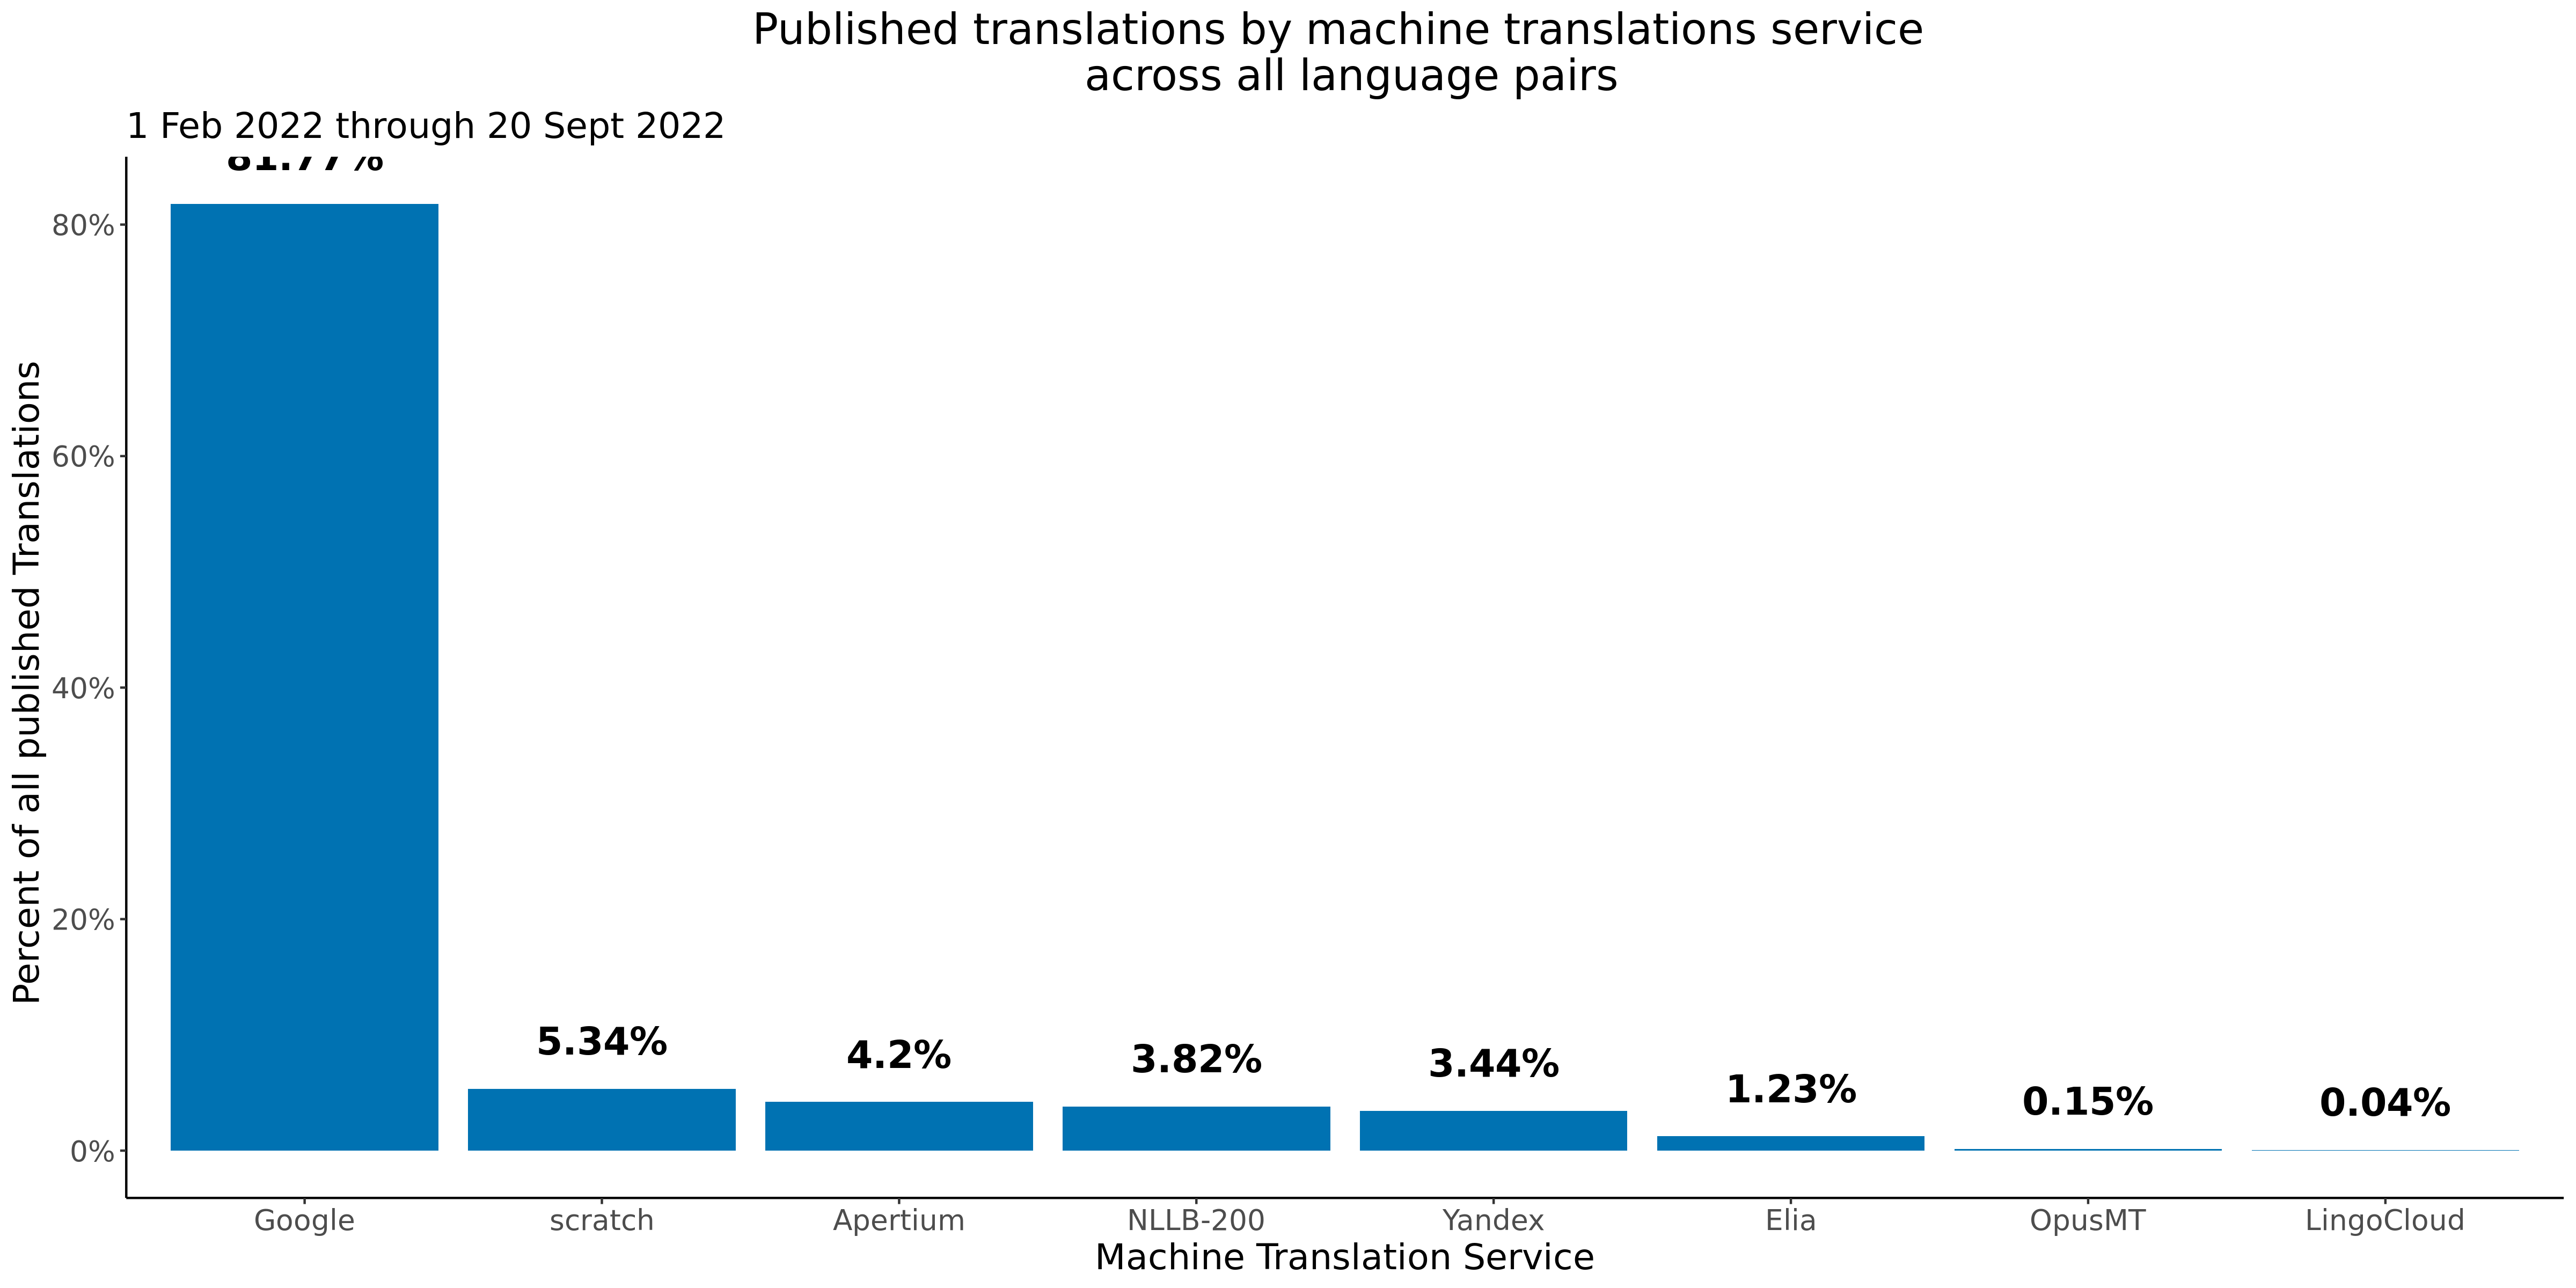 Published translations by machine translations service
across all language pairs
1 Feb 2022 through 20 Sept 2022
81.77%
80%
60%
40%
20%
0%
Percent of all published Translations
5.34%
4.2%
3.82%
3.44%
1.23%
0.15%
0.04%
Google
scratch
Apertium
NLLB-200
Yandex
Elia
OpusMT
LingoCloud
Machine Translation Service